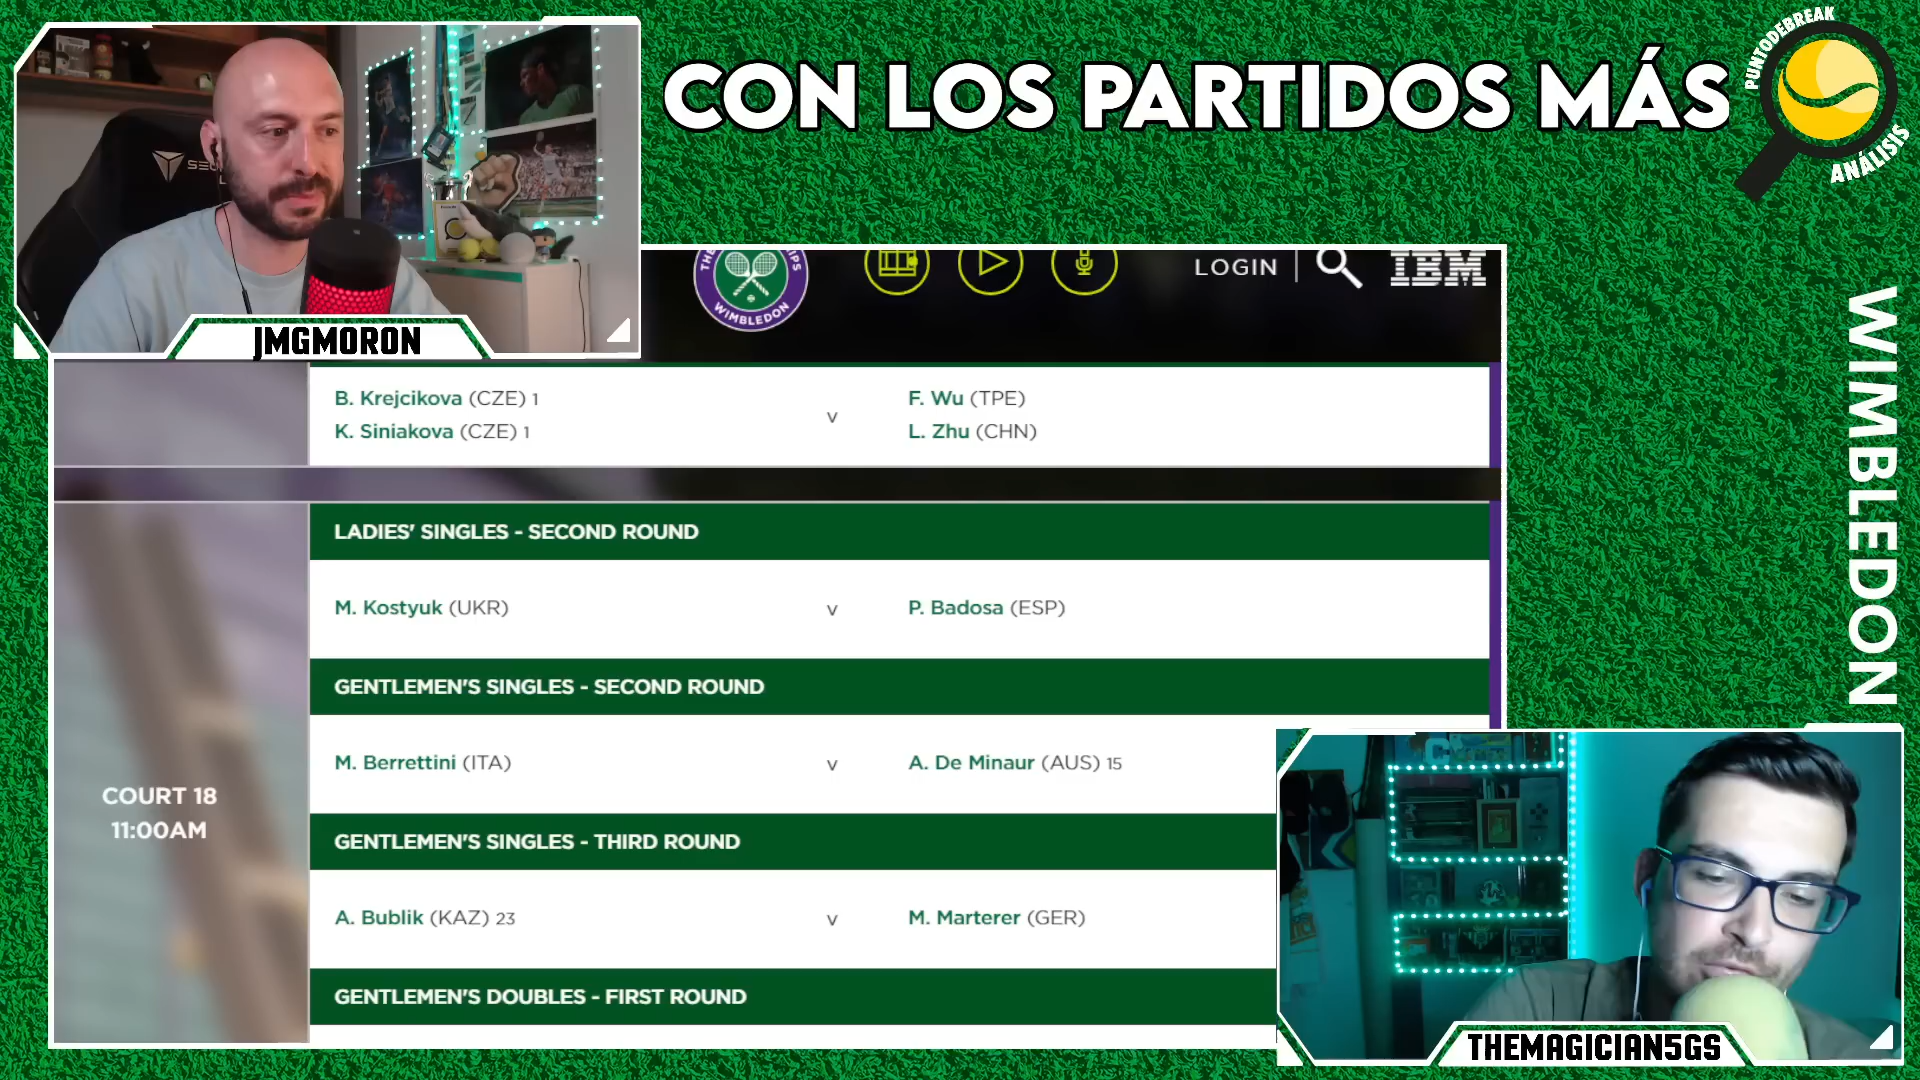 CON LOS PARTIDOS MÁS
PUNTODEBREAK
ANÁLISIS
WIMBLEDON
JMGMORON
WIMBLEDON
LOGIN
IBM
B. Krejcikova (CZE) 1
K. Siniakova (CZE) 1
v
F. Wu (TPE)
L. Zhu (CHN)
LADIES' SINGLES - SECOND ROUND
M. Kostyuk (UKR) v P. Badosa (ESP)
GENTLEMEN'S SINGLES - SECOND ROUND
M. Berrettini (ITA) v A. De Minaur (AUS) 15
COURT 18
11:00AM
GENTLEMEN'S SINGLES - THIRD ROUND
A. Bublik (KAZ) 23 v M. Marterer (GER)
GENTLEMEN'S DOUBLES - FIRST ROUND
THEMAGICIAN5GS